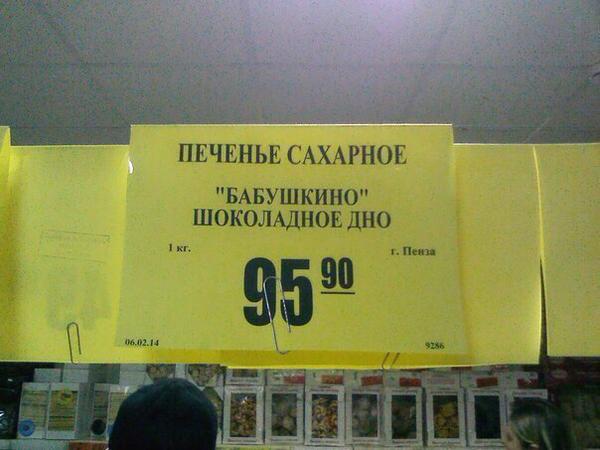 ПЕЧЕНЬЕ САХАРНОЕ
"БАБУШКИНО"
ШОКОЛАДНОЕ ДНО
1 кг.
г. Пенза
95 90
06.02.14
9286